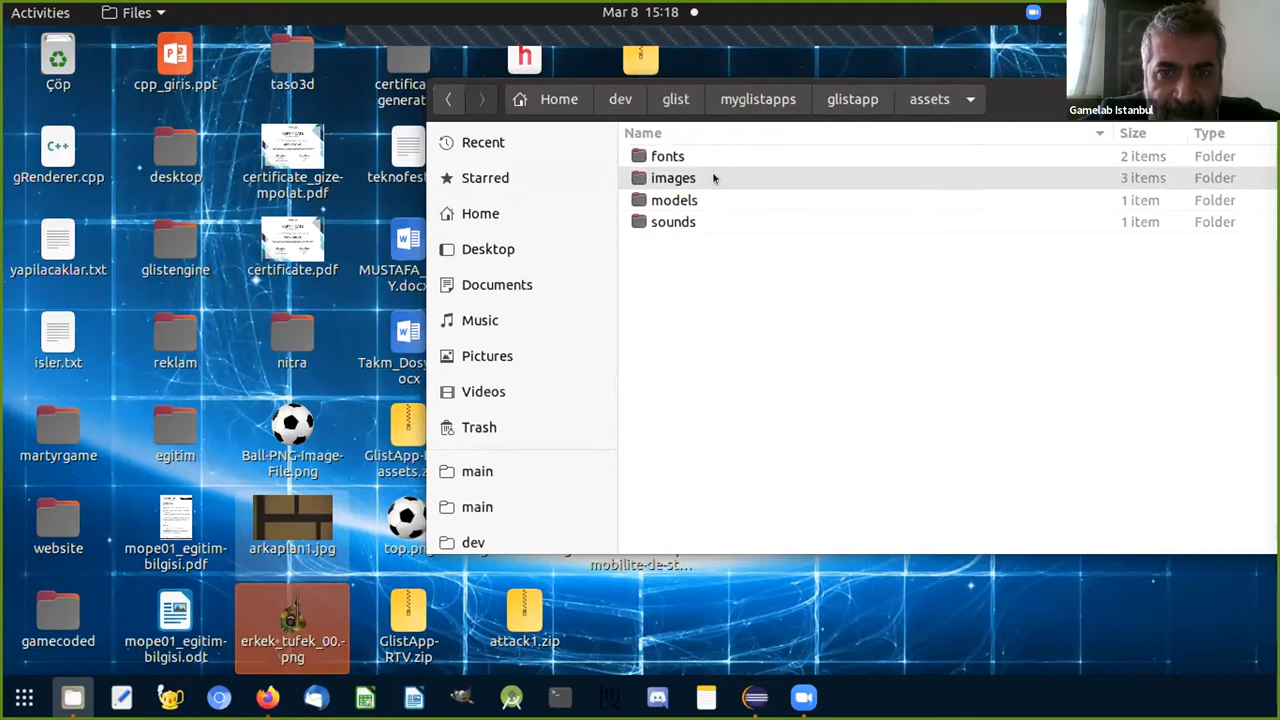 Activities
Files
Mar 8 15:18
Gamelab Istanbul
Çöp
cpp_giris.ppt
taso3d
certifica
generat
h
gRenderer.cpp
desktop
certificate_gize-
mpolat.pdf
teknofest
yapilacaklar.txt
glistengine
certificate.pdf
MUSTAFA_
Y.docx
isler.txt
reklam
nitra
Takm_Dosy
ocx
martyrgame
egitim
Ball-PNG-Image-
File.png
GlistApp-
assets.z
website
mope01_egitim-
bilgisi.pdf
arkaplan1.jpg
top.png
mobilite-de-st...
gamecoded
mope01_egitim-
bilgisi.odt
erkek_tufek_00.-
png
GlistApp-
RTV.zip
attack1.zip
Home
dev
glist
myglistapps
glistapp
assets
Recent
Starred
Home
Desktop
Documents
Music
Pictures
Videos
Trash
main
main
dev
Name
Size
Type
fonts
2 items
Folder
images
3 items
Folder
models
1 item
Folder
sounds
1 item
Folder